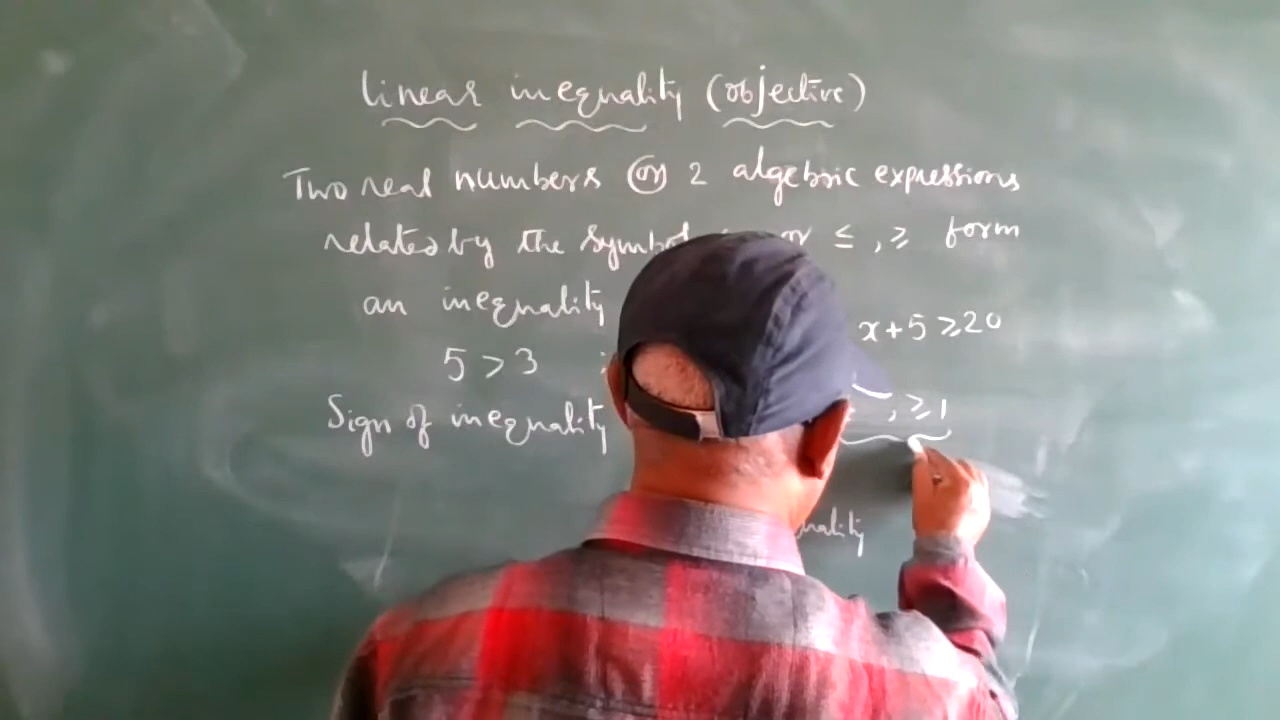 linear inequality (objective)
Two real numbers or 2 algebraic expressions
related by the symbol or ≤ , ≥ form
an inequality
x+5 ≥20
5 > 3
Sign of inequality , ≥